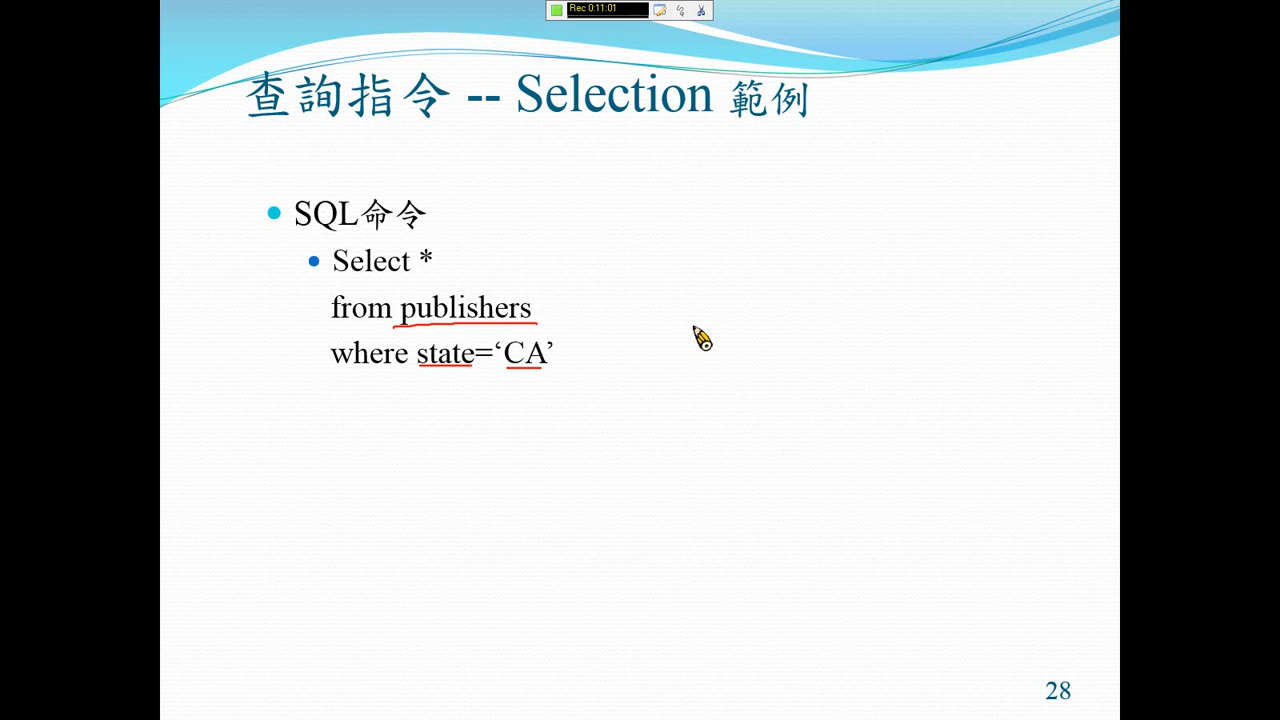 Rec 0:11:01
查詢指令 -- Selection 範例
SQL命令
Select *
from publishers
where state=‘CA’
28